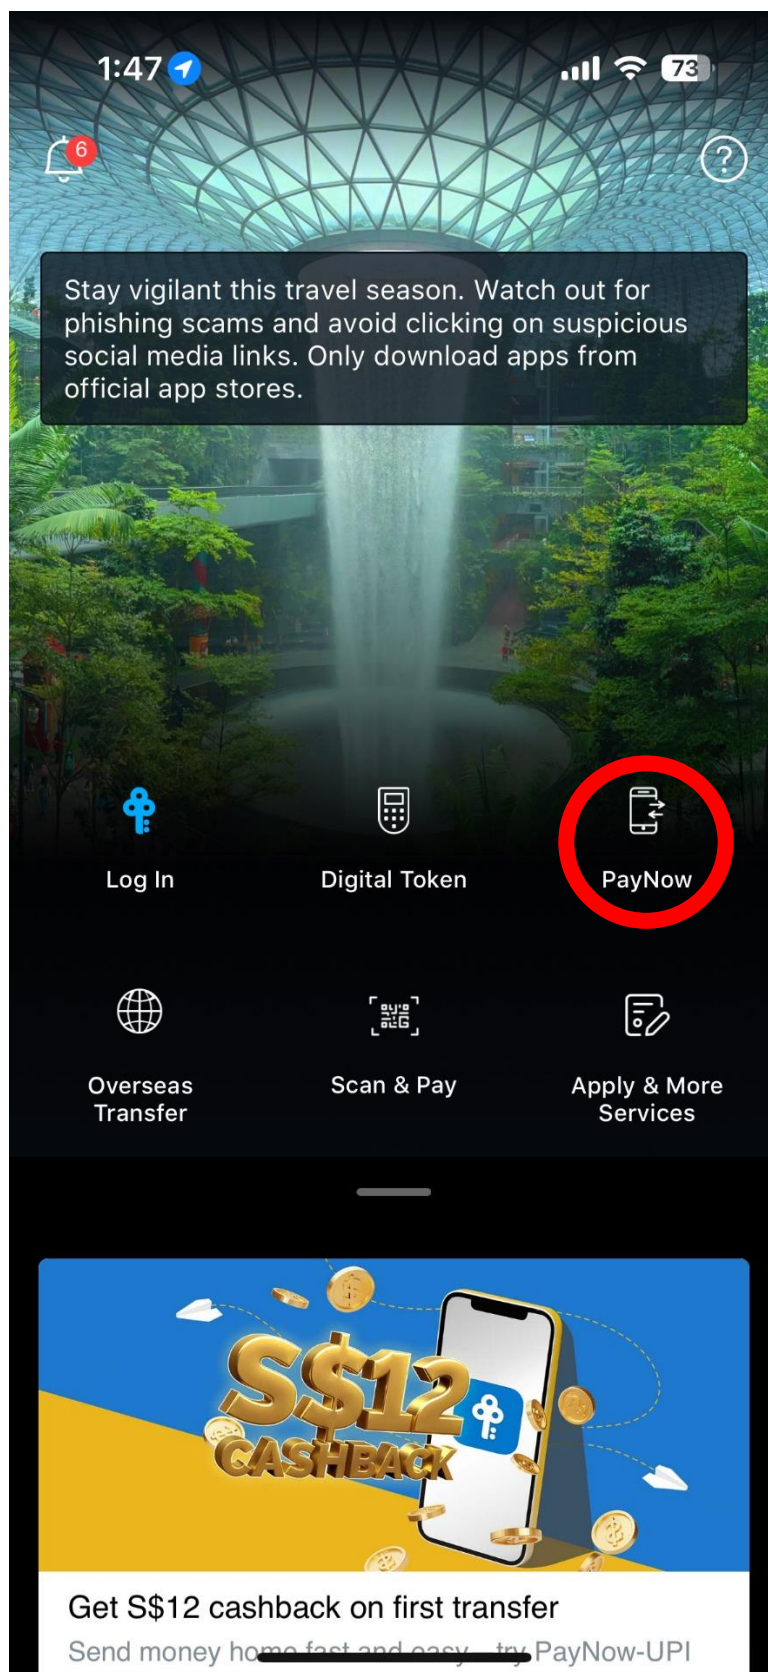 1:47
73
6
?
Stay vigilant this travel season. Watch out for
phishing scams and avoid clicking on suspicious
social media links. Only download apps from
official app stores.
Log In
Digital Token
PayNow
Overseas
Transfer
Scan & Pay
Apply & More
Services
S$12
CASHBACK
Get S$12 cashback on first transfer
Send money home fast and easy – try PayNow-UPI